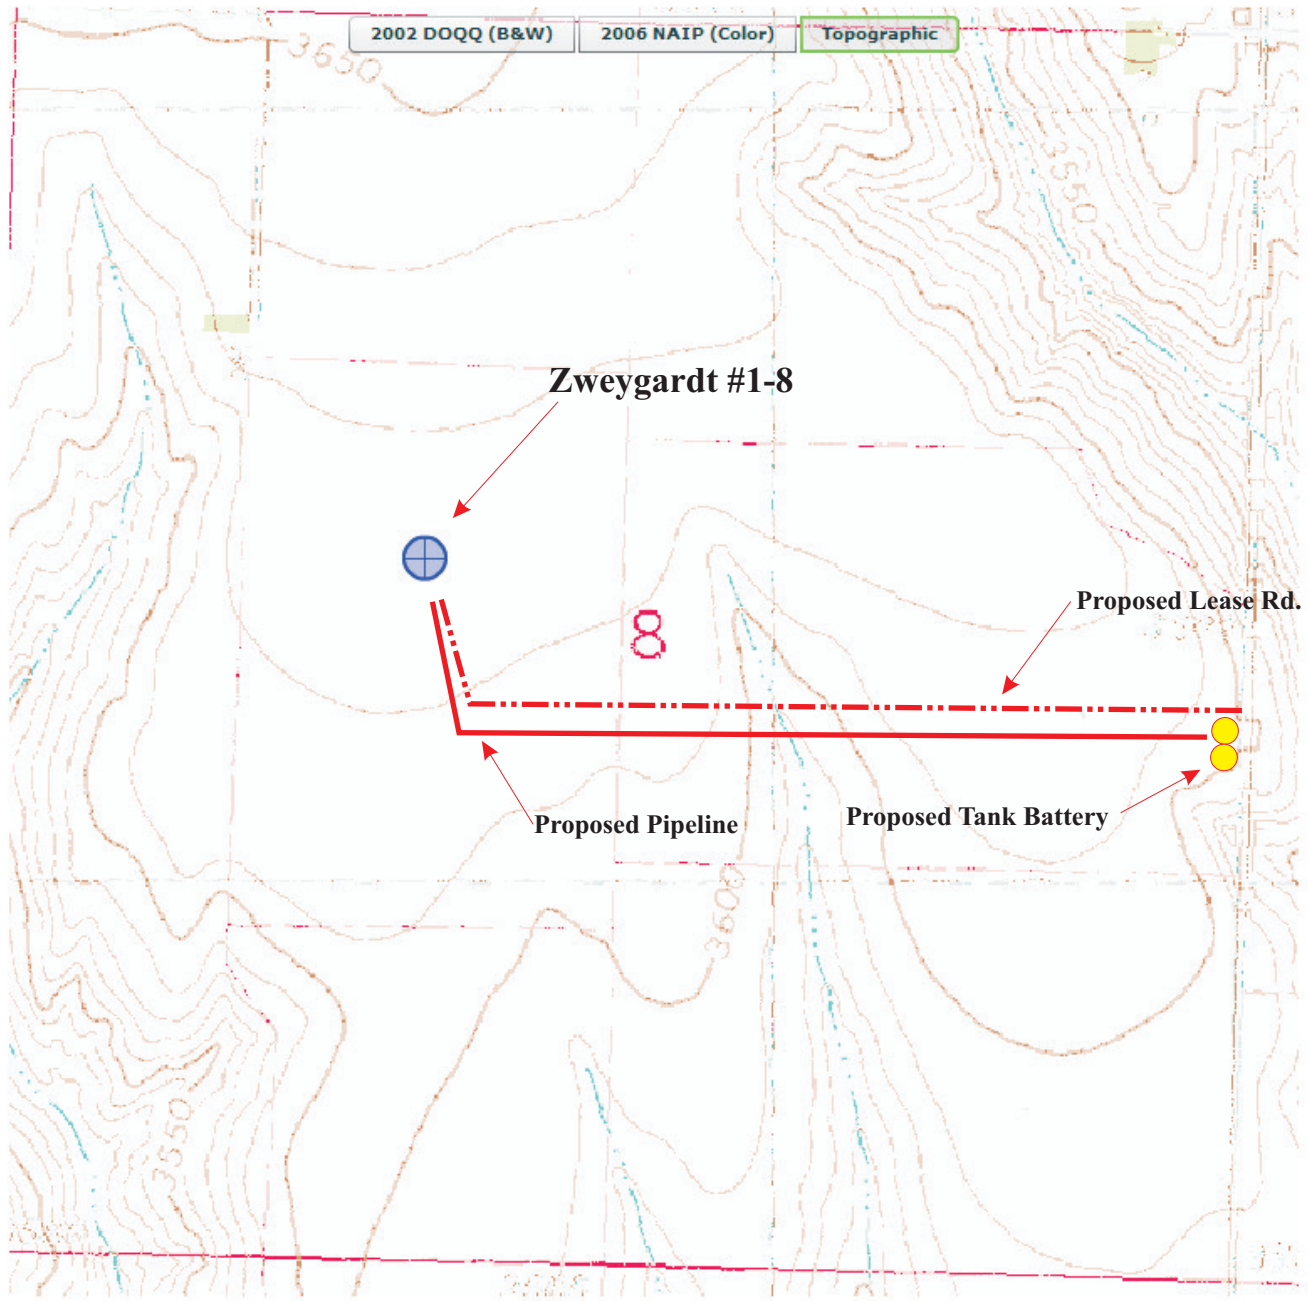 2002 DOQQ (B&W)
2006 NAIP (Color)
Topographic
3650
3550
Zweygardt #1-8
Proposed Lease Rd.
8
Proposed Tank Battery
Proposed Pipeline
3600
3550